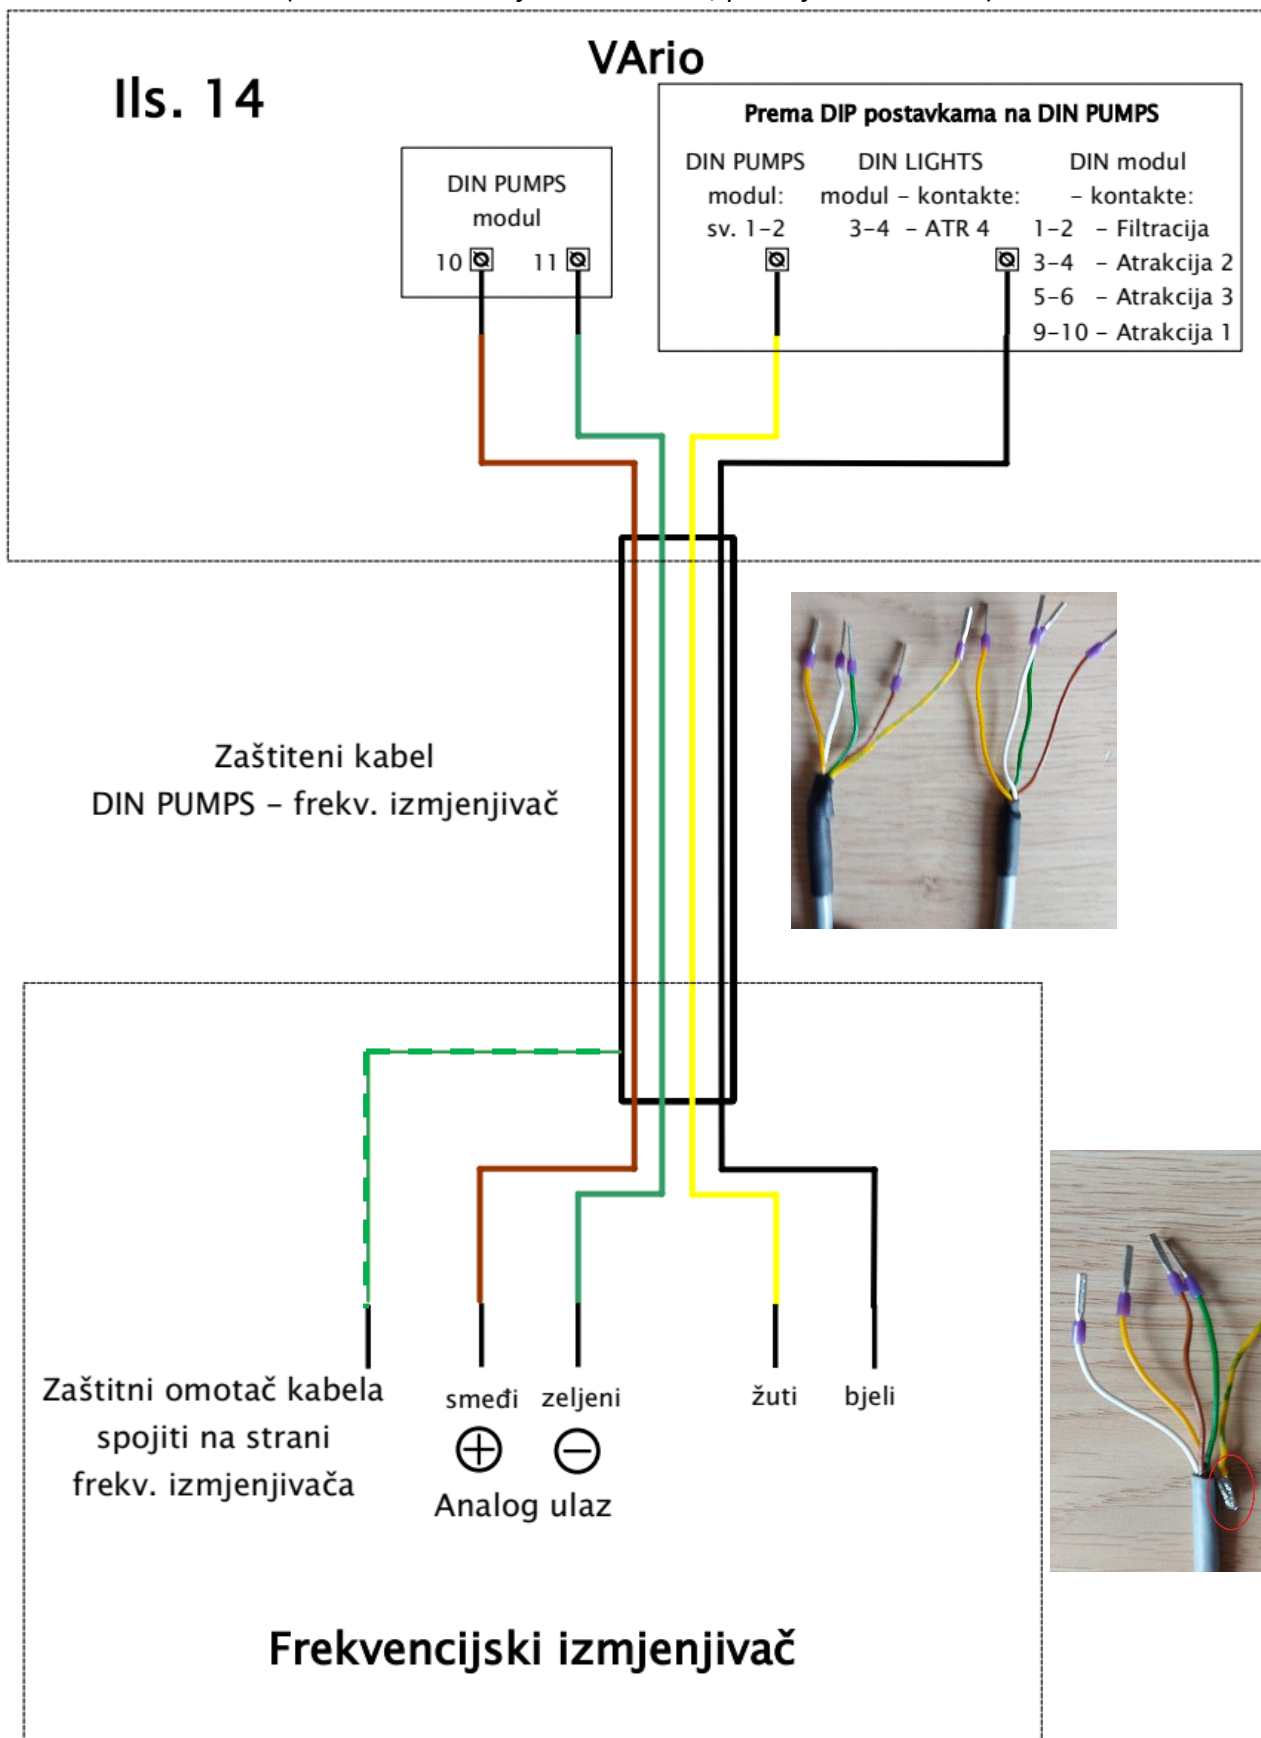 VArio
Ils. 14
Prema DIP postavkama na DIN PUMPS
DIN PUMPS
modul
10
11
DIN PUMPS
modul:
sv. 1-2
DIN LIGHTS
modul - kontakte:
3-4 - ATR 4
DIN modul
- kontakte:
1-2 - Filtracija
3-4 - Atrakcija 2
5-6 - Atrakcija 3
9-10 - Atrakcija 1
Zaštiteni kabel
DIN PUMPS - frekv. izmjenjivač
Zaštitni omotač kabela
spojiti na strani
frekv. izmjenjivača
smeđi
zeljeni
žuti
bjeli
+
−
Analog ulaz
Frekvencijski izmjenjivač